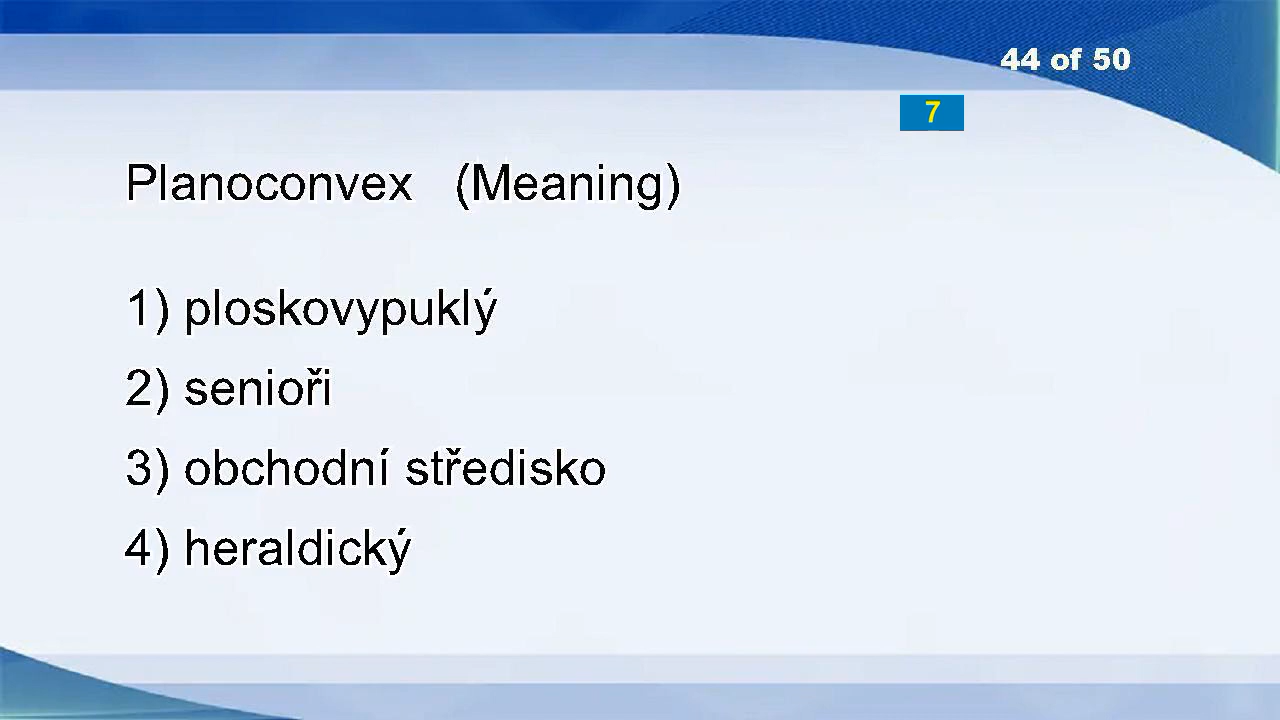 44 of 50
7
Planoconvex (Meaning)
1) ploskovypuklý
2) senioři
3) obchodní středisko
4) heraldický